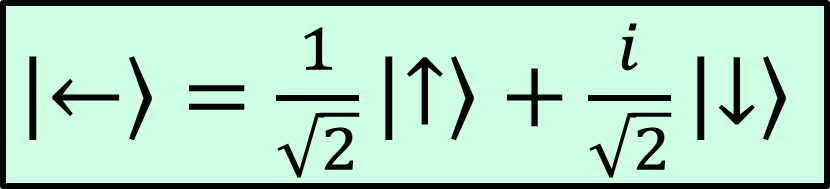 |←⟩ = 1/√2 |↑⟩ + i/√2 |↓⟩